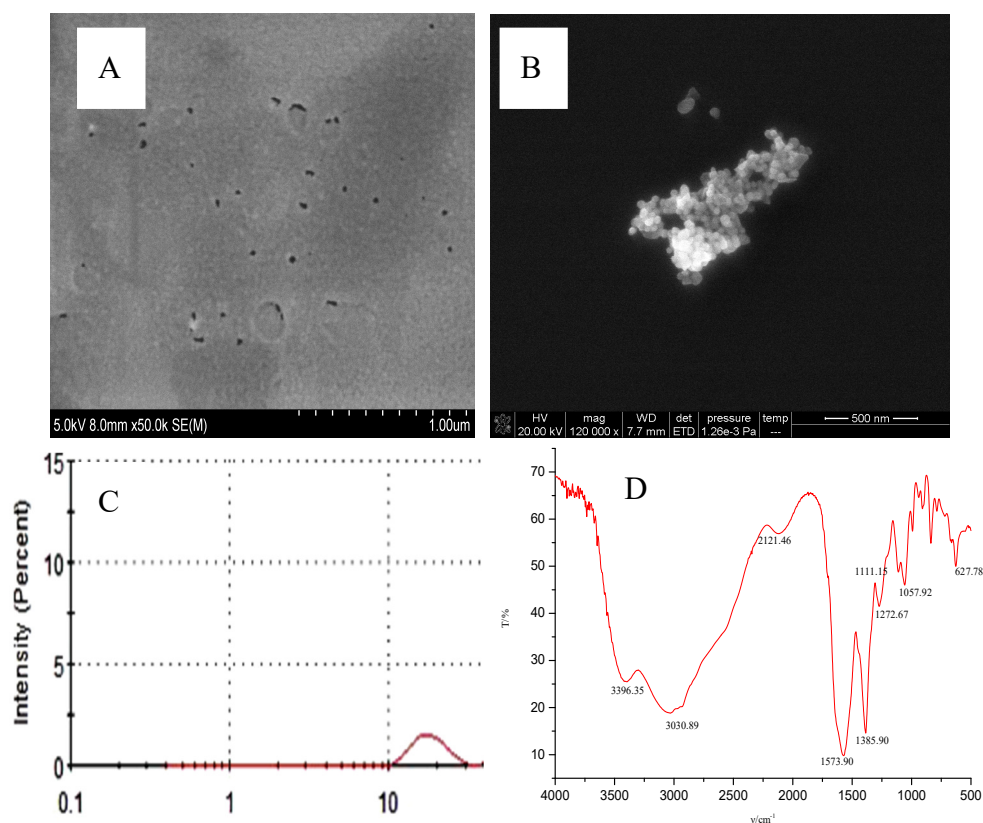 A
5.0kV 8.0mm x50.0k SE(M) 1.00um
B
HV mag WD det pressure temp
20.00 kV 120 000 x 7.7 mm ETD 1.26e-3 Pa ---
500 nm
C
Intensity (Percent)
15
10
5
0
0.1 1 10
D
T/%
70
60
50
40
30
20
10
2121.46
1111.15
1057.92
627.78
1272.67
3396.35
3030.89
1385.90
1573.90
4000 3500 3000 2500 2000 1500 1000 500
ν/cm-1